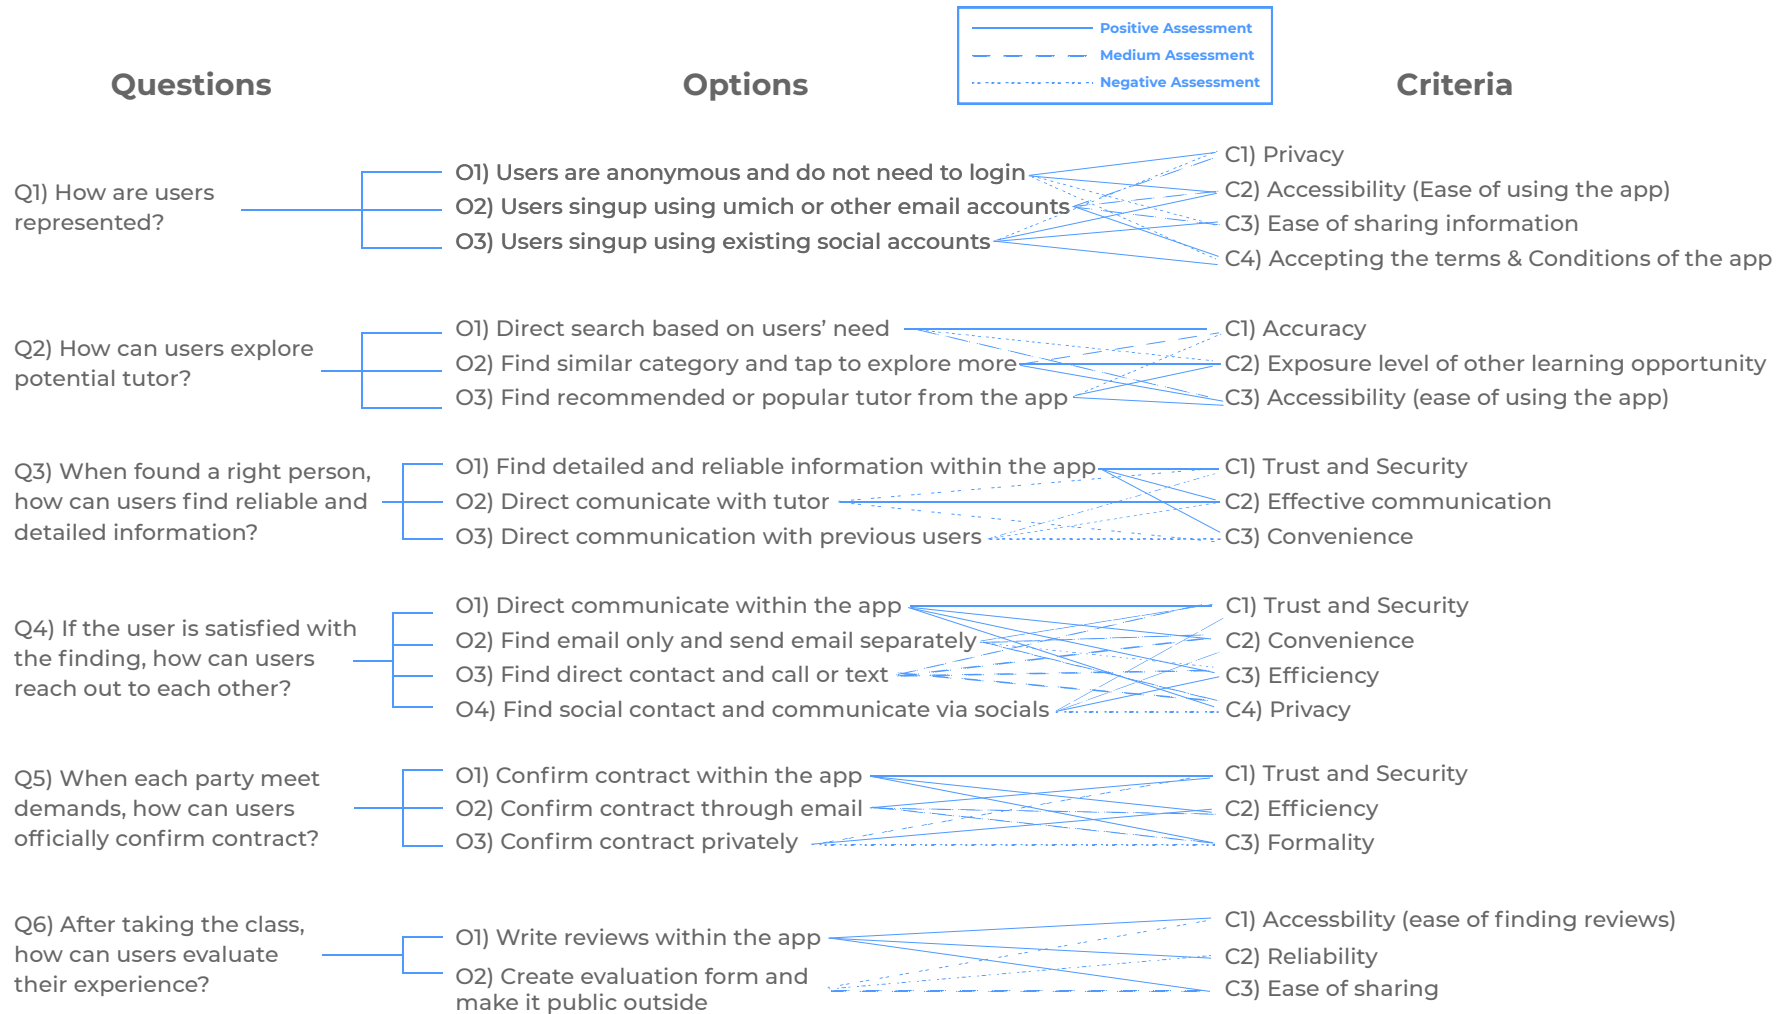 Positive Assessment
Medium Assessment
Negative Assessment
Questions
Options
Criteria
Q1) How are users
represented?
O1) Users are anonymous and do not need to login
O2) Users singup using umich or other email accounts
O3) Users singup using existing social accounts
C1) Privacy
C2) Accessibility (Ease of using the app)
C3) Ease of sharing information
C4) Accepting the terms & Conditions of the app
Q2) How can users explore
potential tutor?
O1) Direct search based on users’ need
O2) Find similar category and tap to explore more
O3) Find recommended or popular tutor from the app
C1) Accuracy
C2) Exposure level of other learning opportunity
C3) Accessibility (ease of using the app)
Q3) When found a right person,
how can users find reliable and
detailed information?
O1) Find detailed and reliable information within the app
O2) Direct comunicate with tutor
O3) Direct communication with previous users
C1) Trust and Security
C2) Effective communication
C3) Convenience
Q4) If the user is satisfied with
the finding, how can users
reach out to each other?
O1) Direct communicate within the app
O2) Find email only and send email separately
O3) Find direct contact and call or text
O4) Find social contact and communicate via socials
C1) Trust and Security
C2) Convenience
C3) Efficiency
C4) Privacy
Q5) When each party meet
demands, how can users
officially confirm contract?
O1) Confirm contract within the app
O2) Confirm contract through email
O3) Confirm contract privately
C1) Trust and Security
C2) Efficiency
C3) Formality
Q6) After taking the class,
how can users evaluate
their experience?
O1) Write reviews within the app
O2) Create evaluation form and
make it public outside
C1) Accessbility (ease of finding reviews)
C2) Reliability
C3) Ease of sharing